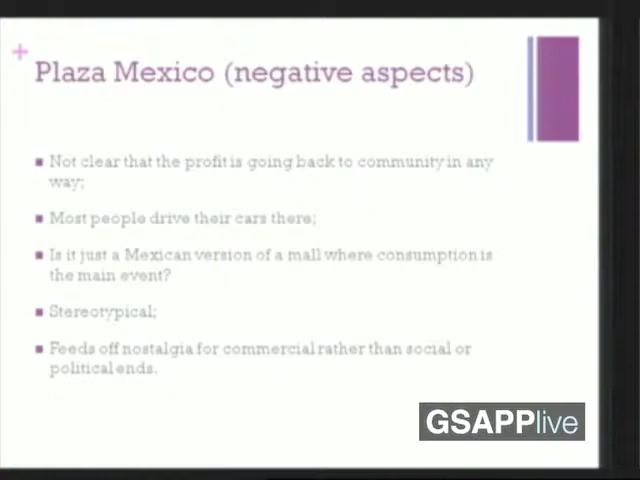 +
Plaza Mexico (negative aspects)
Not clear that the profit is going back to community in any
way;
Most people drive their cars there;
Is it just a Mexican version of a mall where consumption is
the main event?
Stereotypical;
Feeds off nostalgia for commercial rather than social or
political ends.
GSAPPlive